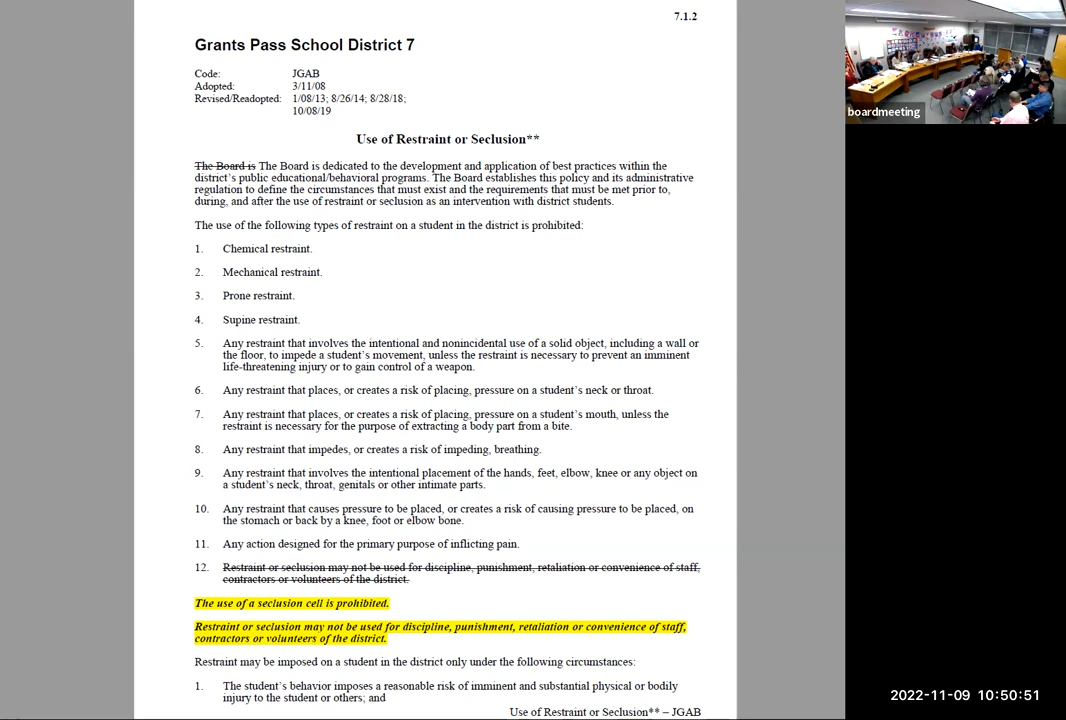 7.1.2
Grants Pass School District 7
Code: JGAB
Adopted: 3/11/08
Revised/Readopted: 1/08/13; 8/26/14; 8/28/18;
10/08/19
Use of Restraint or Seclusion**
The Board is The Board is dedicated to the development and application of best practices within the
district's public educational/behavioral programs. The Board establishes this policy and its administrative
regulation to define the circumstances that must exist and the requirements that must be met prior to,
during, and after the use of restraint or seclusion as an intervention with district students.
The use of the following types of restraint on a student in the district is prohibited:
1. Chemical restraint.
2. Mechanical restraint.
3. Prone restraint.
4. Supine restraint.
5. Any restraint that involves the intentional and nonincidental use of a solid object, including a wall or
the floor, to impede a student's movement, unless the restraint is necessary to prevent an imminent
life-threatening injury or to gain control of a weapon.
6. Any restraint that places, or creates a risk of placing, pressure on a student's neck or throat.
7. Any restraint that places, or creates a risk of placing, pressure on a student's mouth, unless the
restraint is necessary for the purpose of extracting a body part from a bite.
8. Any restraint that impedes, or creates a risk of impeding, breathing.
9. Any restraint that involves the intentional placement of the hands, feet, elbow, knee or any object on
a student's neck, throat, genitals or other intimate parts.
10. Any restraint that causes pressure to be placed, or creates a risk of causing pressure to be placed, on
the stomach or back by a knee, foot or elbow bone.
11. Any action designed for the primary purpose of inflicting pain.
12. Restraint or seclusion may not be used for discipline, punishment, retaliation or convenience of staff,
contractors or volunteers of the district.
The use of a seclusion cell is prohibited.
Restraint or seclusion may not be used for discipline, punishment, retaliation or convenience of staff,
contractors or volunteers of the district.
Restraint may be imposed on a student in the district only under the following circumstances:
1. The student's behavior imposes a reasonable risk of imminent and substantial physical or bodily
injury to the student or others; and
Use of Restraint or Seclusion** – JGAB
boardmeeting
2022-11-09 10:50:51